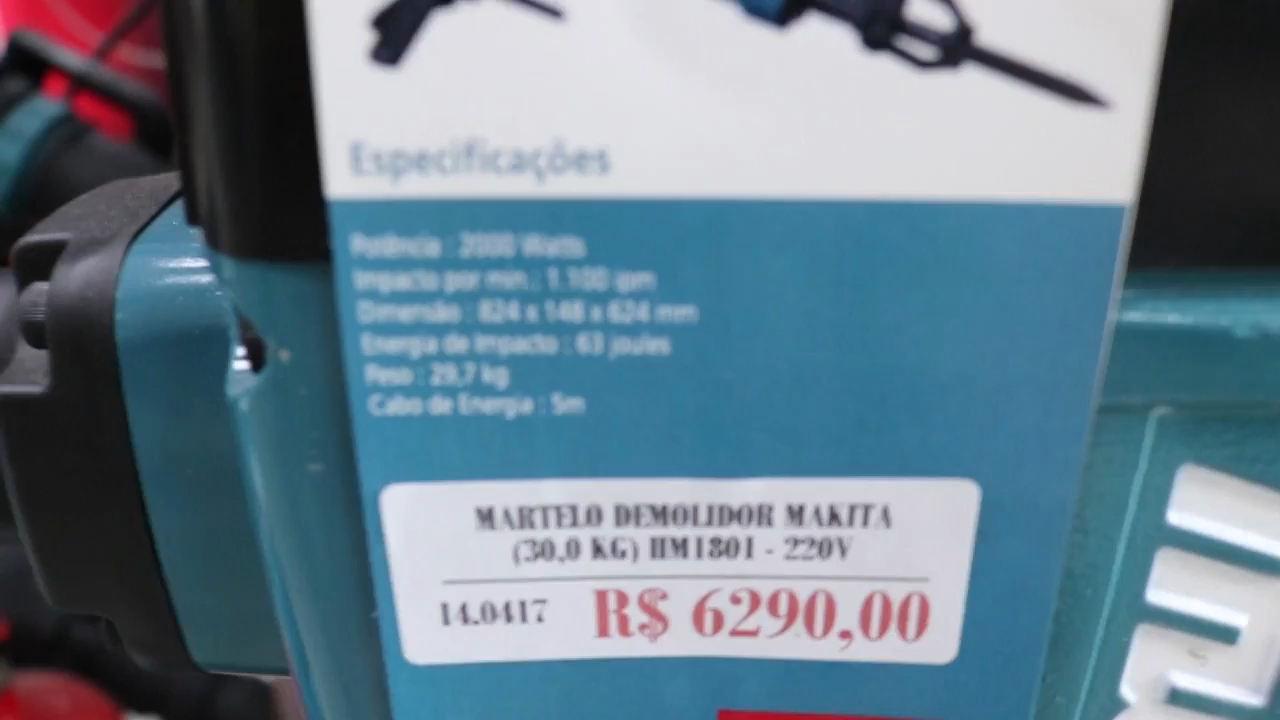 Especificações
Potência : 2000 Watts
Impacto por min.: 1.100 ipm
Dimensão : 824 x 148 x 624 mm
Energia de Impacto : 63 joules
Peso : 29,7 kg
Cabo de Energia : 5m
MARTELO DEMOLIDOR MAKITA
(30,0 KG) HM1801 - 220V
14.0417 R$ 6290,00